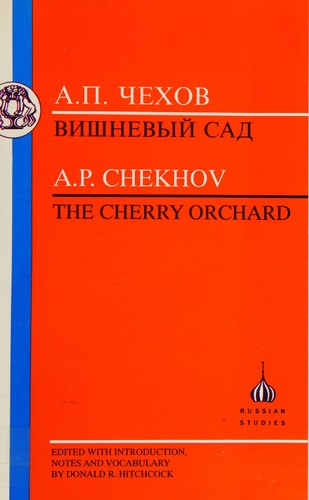 А.П. ЧЕХОВ
ВИШНЕВЫЙ САД
A.P. CHEKHOV
THE CHERRY ORCHARD
RUSSIAN
STUDIES
EDITED WITH INTRODUCTION,
NOTES AND VOCABULARY
BY DONALD R. HITCHCOCK